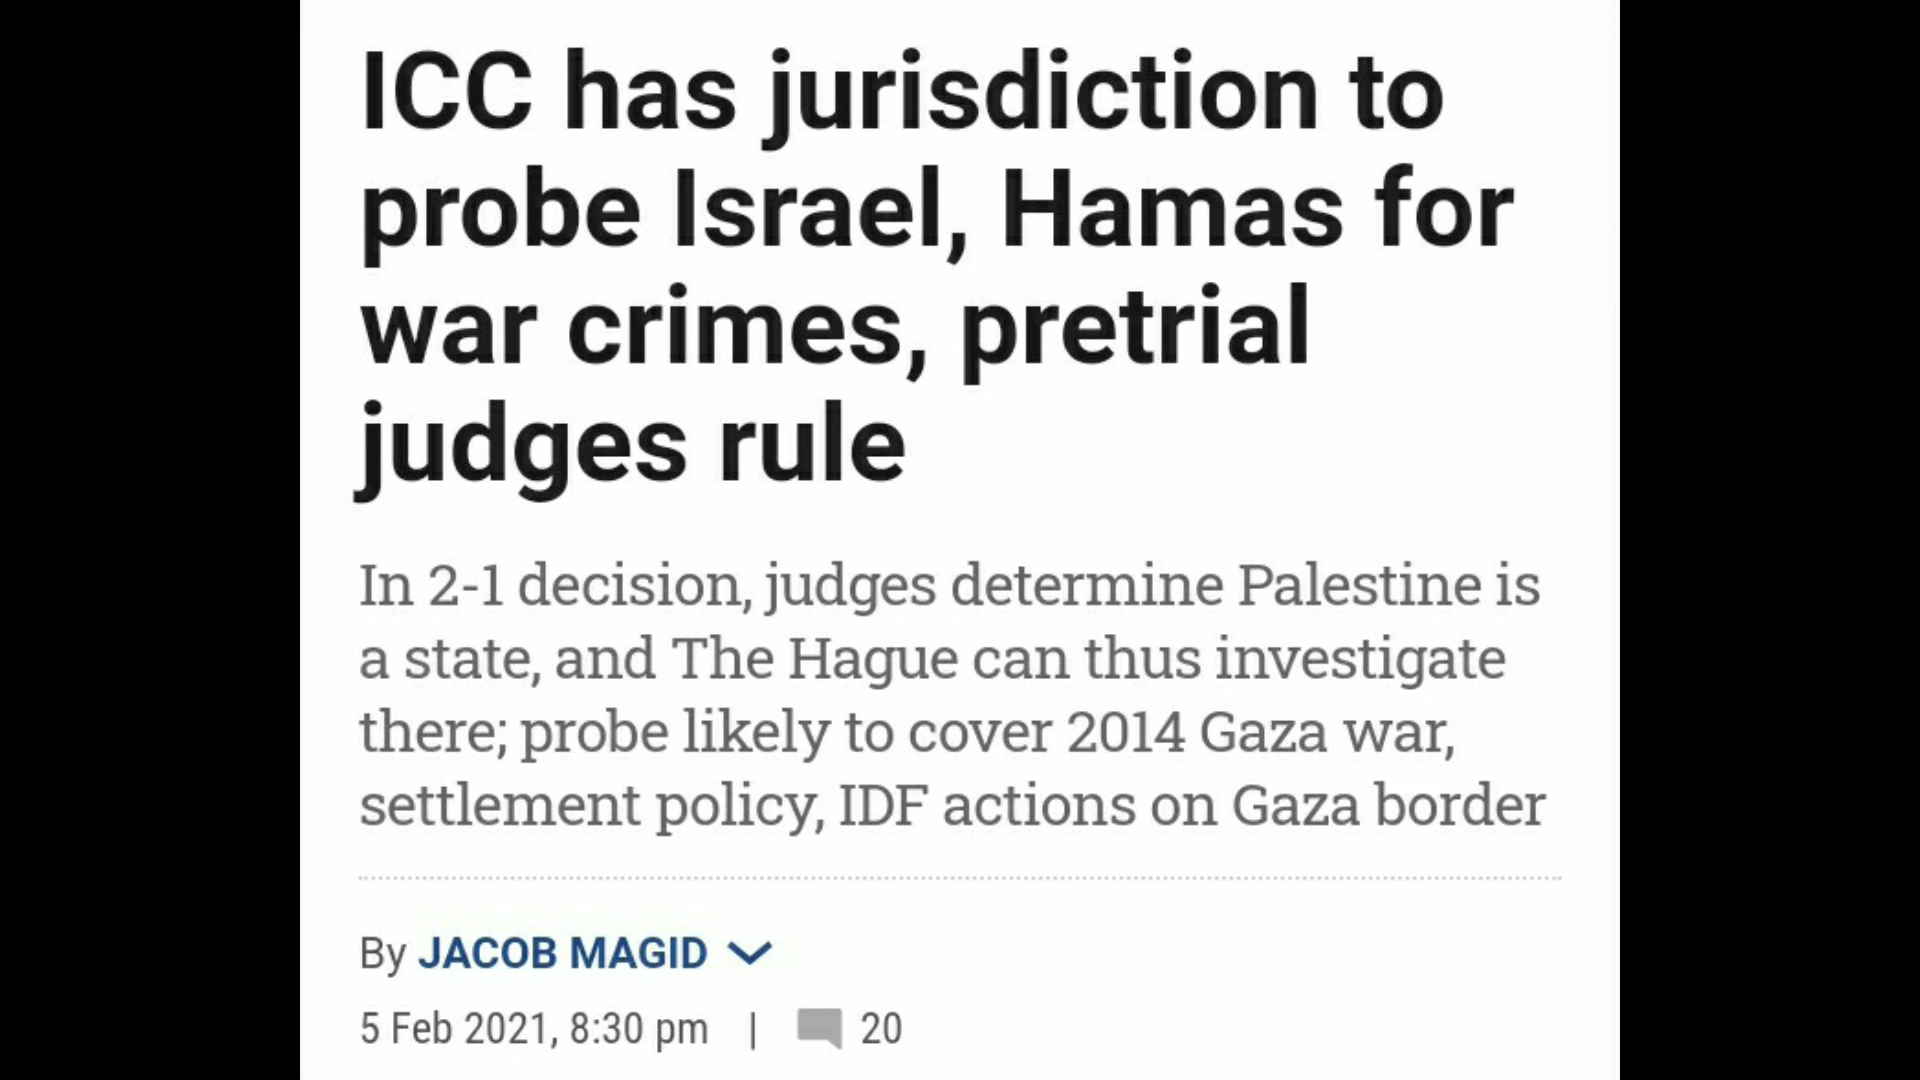 ICC has jurisdiction to
probe Israel, Hamas for
war crimes, pretrial
judges rule
In 2-1 decision, judges determine Palestine is
a state, and The Hague can thus investigate
there; probe likely to cover 2014 Gaza war,
settlement policy, IDF actions on Gaza border
By JACOB MAGID
5 Feb 2021, 8:30 pm | 20